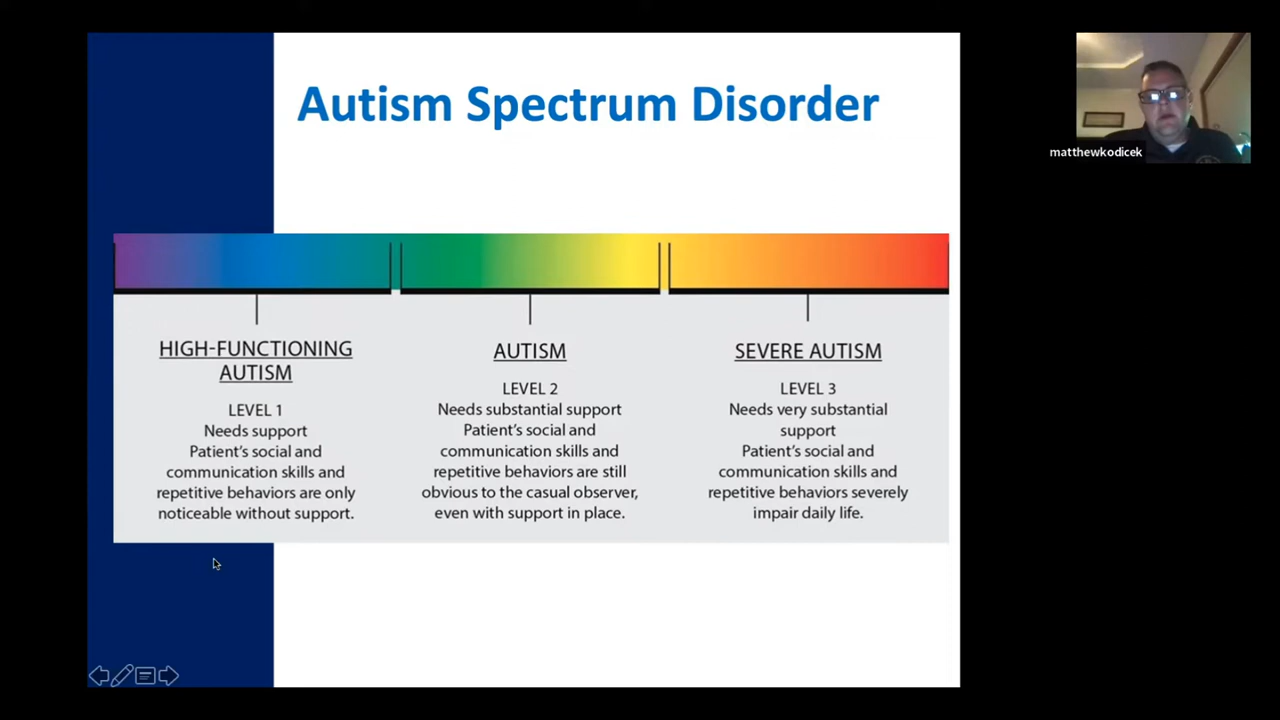 Autism Spectrum Disorder
matthewkodicek
HIGH-FUNCTIONING
AUTISM
LEVEL 1
Needs support
Patient's social and
communication skills and
repetitive behaviors are only
noticeable without support.
AUTISM
LEVEL 2
Needs substantial support
Patient's social and
communication skills and
repetitive behaviors are still
obvious to the casual observer,
even with support in place.
SEVERE AUTISM
LEVEL 3
Needs very substantial
support
Patient's social and
communication skills and
repetitive behaviors severely
impair daily life.